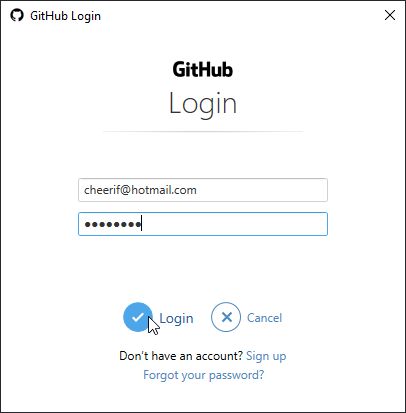 GitHub Login
GitHub
Login
cheerif@hotmail.com
●●●●●●●●
Login Cancel
Don't have an account? Sign up
Forgot your password?